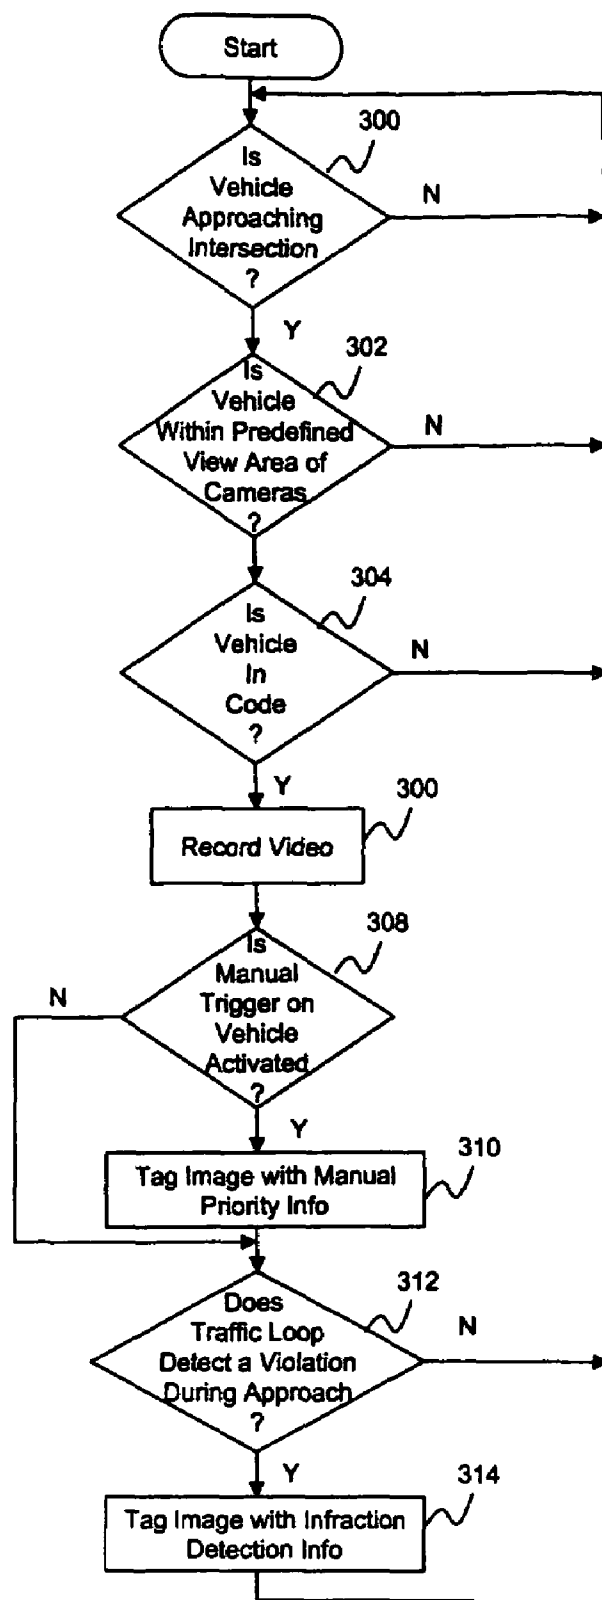 Start
300
Is
Vehicle
Approaching
Intersection
?
N
Y
302
Is
Vehicle
Within Predefined
View Area of
Cameras
?
N
304
Is
Vehicle
In
Code
?
N
Y
300
Record Video
308
Is
Manual
Trigger on
Vehicle
Activated
?
N
Y
310
Tag Image with Manual
Priority Info
312
Does
Traffic Loop
Detect a Violation
During Approach
?
N
Y
314
Tag Image with Infraction
Detection Info